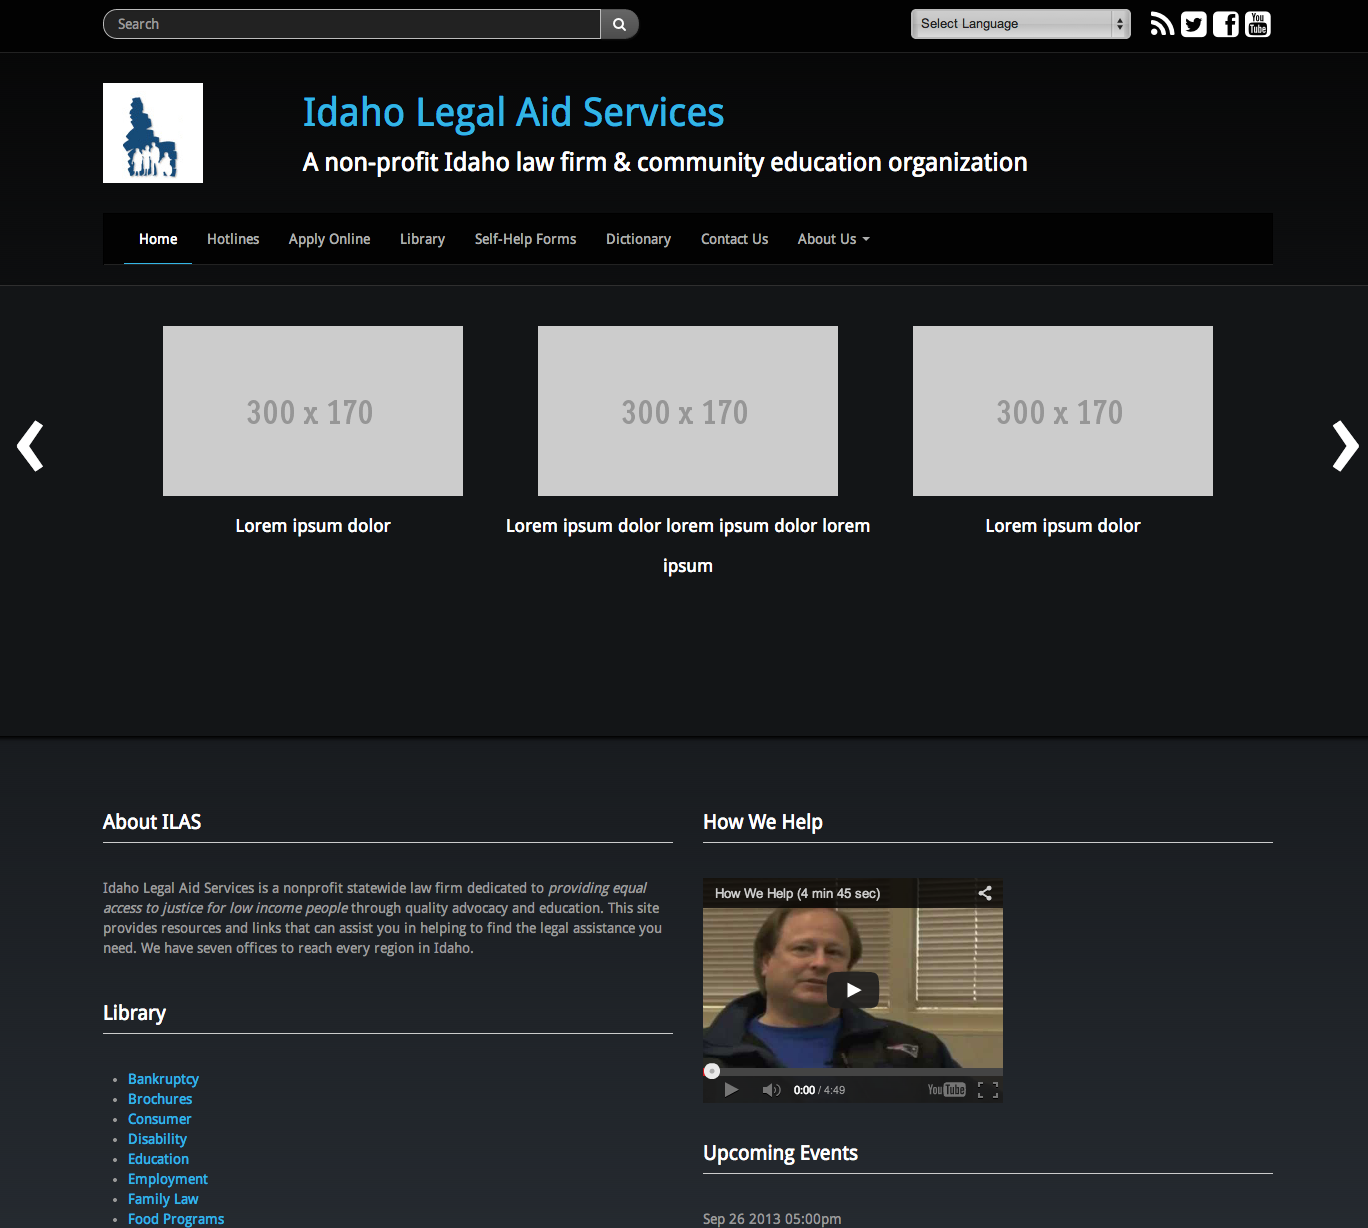 Search
Select Language
You
Tube
Idaho Legal Aid Services
A non-profit Idaho law firm & community education organization
Home
Hotlines
Apply Online
Library
Self-Help Forms
Dictionary
Contact Us
About Us
300 x 170
300 x 170
300 x 170
Lorem ipsum dolor
Lorem ipsum dolor lorem ipsum dolor lorem
ipsum
Lorem ipsum dolor
About ILAS
Idaho Legal Aid Services is a nonprofit statewide law firm dedicated to providing equal
access to justice for low income people through quality advocacy and education. This site
provides resources and links that can assist you in helping to find the legal assistance you
need. We have seven offices to reach every region in Idaho.
Library
Bankruptcy
Brochures
Consumer
Disability
Education
Employment
Family Law
Food Programs
How We Help
How We Help (4 min 45 sec)
0:00 / 4:49
YouTube
Upcoming Events
Sep 26 2013 05:00pm